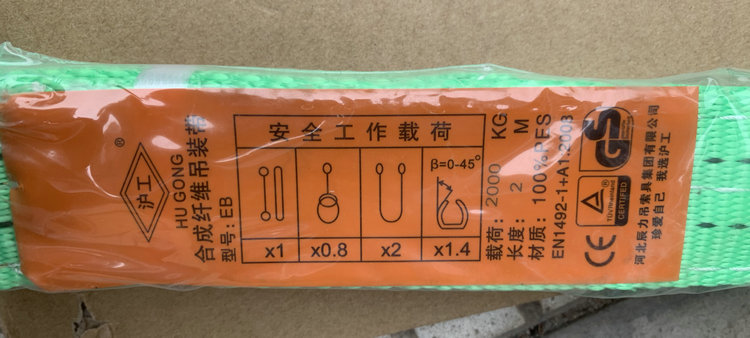 ®
沪工
HU GONG
合成纤维吊装带
型号: EB
安全工作载荷
β=0-45°
x1 x0.8 x2 x1.4
载荷: 2000 KG
长度: 2 M
材质: 100%PES
EN1492-1+A1:2008
CE
GS
TÜVRheinland
CERTIFIED
河北辰力吊索具集团有限公司
珍爱自己 我选沪工